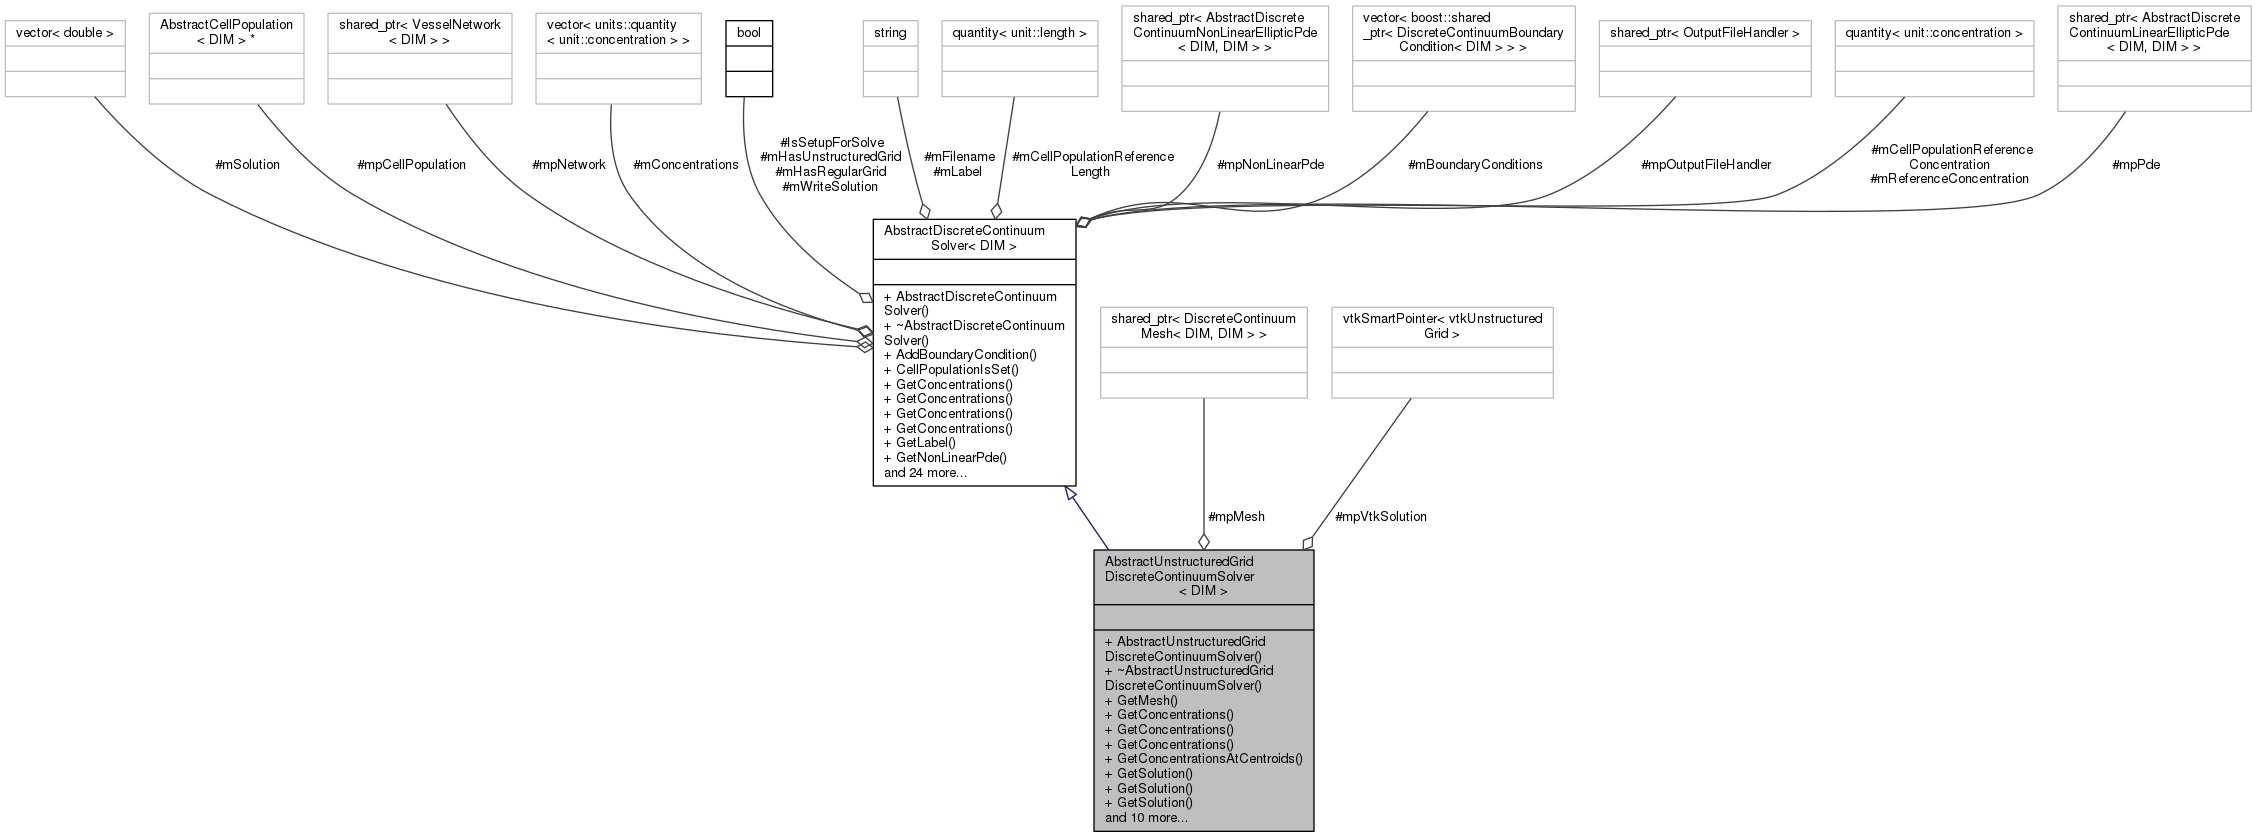 vector< double >
AbstractCellPopulation
< DIM > *
shared_ptr< VesselNetwork
< DIM > >
vector< units::quantity
< unit::concentration > >
bool
string
quantity< unit::length >
shared_ptr< AbstractDiscrete
ContinuumNonLinearEllipticPde
< DIM, DIM > >
vector< boost::shared
_ptr< DiscreteContinuumBoundary
Condition< DIM > > >
shared_ptr< OutputFileHandler >
quantity< unit::concentration >
shared_ptr< AbstractDiscrete
ContinuumLinearEllipticPde
< DIM, DIM > >
#mSolution
#mpCellPopulation
#mpNetwork
#mConcentrations
#IsSetupForSolve
#mHasUnstructuredGrid
#mHasRegularGrid
#mWriteSolution
#mFilename
#mLabel
#mCellPopulationReference
Length
#mpNonLinearPde
#mBoundaryConditions
#mpOutputFileHandler
#mCellPopulationReference
Concentration
#mReferenceConcentration
#mpPde
AbstractDiscreteContinuum
Solver< DIM >
+ AbstractDiscreteContinuum
Solver()
+ ~AbstractDiscreteContinuum
Solver()
+ AddBoundaryCondition()
+ CellPopulationIsSet()
+ GetConcentrations()
+ GetConcentrations()
+ GetConcentrations()
+ GetConcentrations()
+ GetLabel()
+ GetNonLinearPde()
and 24 more...
shared_ptr< DiscreteContinuum
Mesh< DIM, DIM > >
vtkSmartPointer< vtkUnstructured
Grid >
#mpMesh
#mpVtkSolution
AbstractUnstructuredGrid
DiscreteContinuumSolver
< DIM >
+ AbstractUnstructuredGrid
DiscreteContinuumSolver()
+ ~AbstractUnstructuredGrid
DiscreteContinuumSolver()
+ GetMesh()
+ GetConcentrations()
+ GetConcentrations()
+ GetConcentrations()
+ GetConcentrationsAtCentroids()
+ GetSolution()
+ GetSolution()
+ GetSolution()
and 10 more...